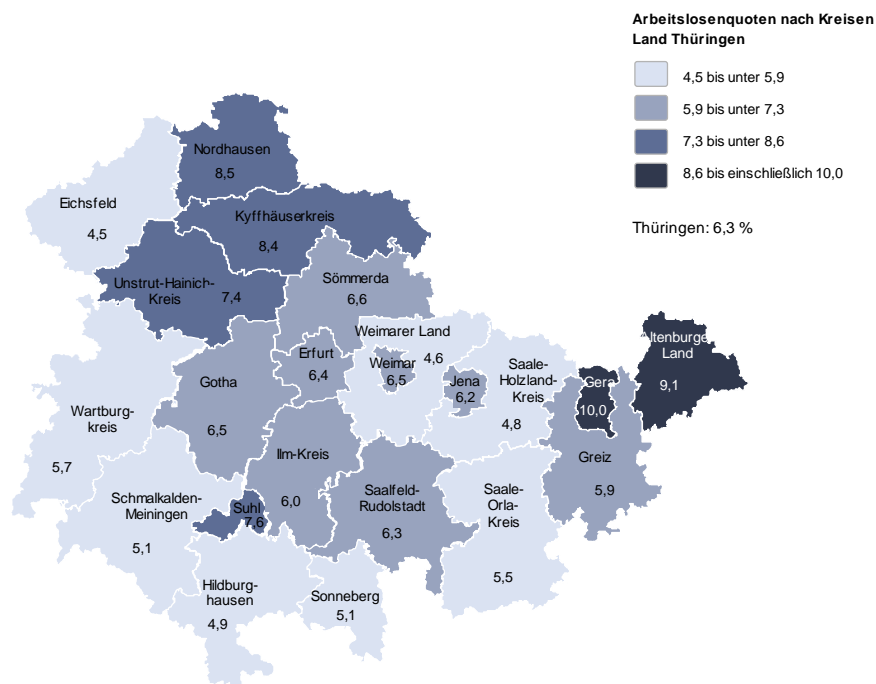 Arbeitslosenquoten nach Kreisen
Land Thüringen
4,5 bis unter 5,9
5,9 bis unter 7,3
7,3 bis unter 8,6
8,6 bis einschließlich 10,0
Thüringen: 6,3 %
Nordhausen
8,5
Eichsfeld
4,5
Kyffhäuserkreis
8,4
Unstrut-Hainich-
Kreis
7,4
Sömmerda
6,6
Weimarer Land
4,6
Erfurt
6,4
Weimar
6,5
Gotha
6,5
Jena
6,2
Saale-
Holzland-
Kreis
4,8
Gera
10,0
Altenburger
Land
9,1
Wartburg-
kreis
5,7
Ilm-Kreis
6,0
Greiz
5,9
Schmalkalden-
Meiningen
5,1
Suhl
7,6
Saalfeld-
Rudolstadt
6,3
Saale-
Orla-
Kreis
5,5
Hildburg-
hausen
4,9
Sonneberg
5,1